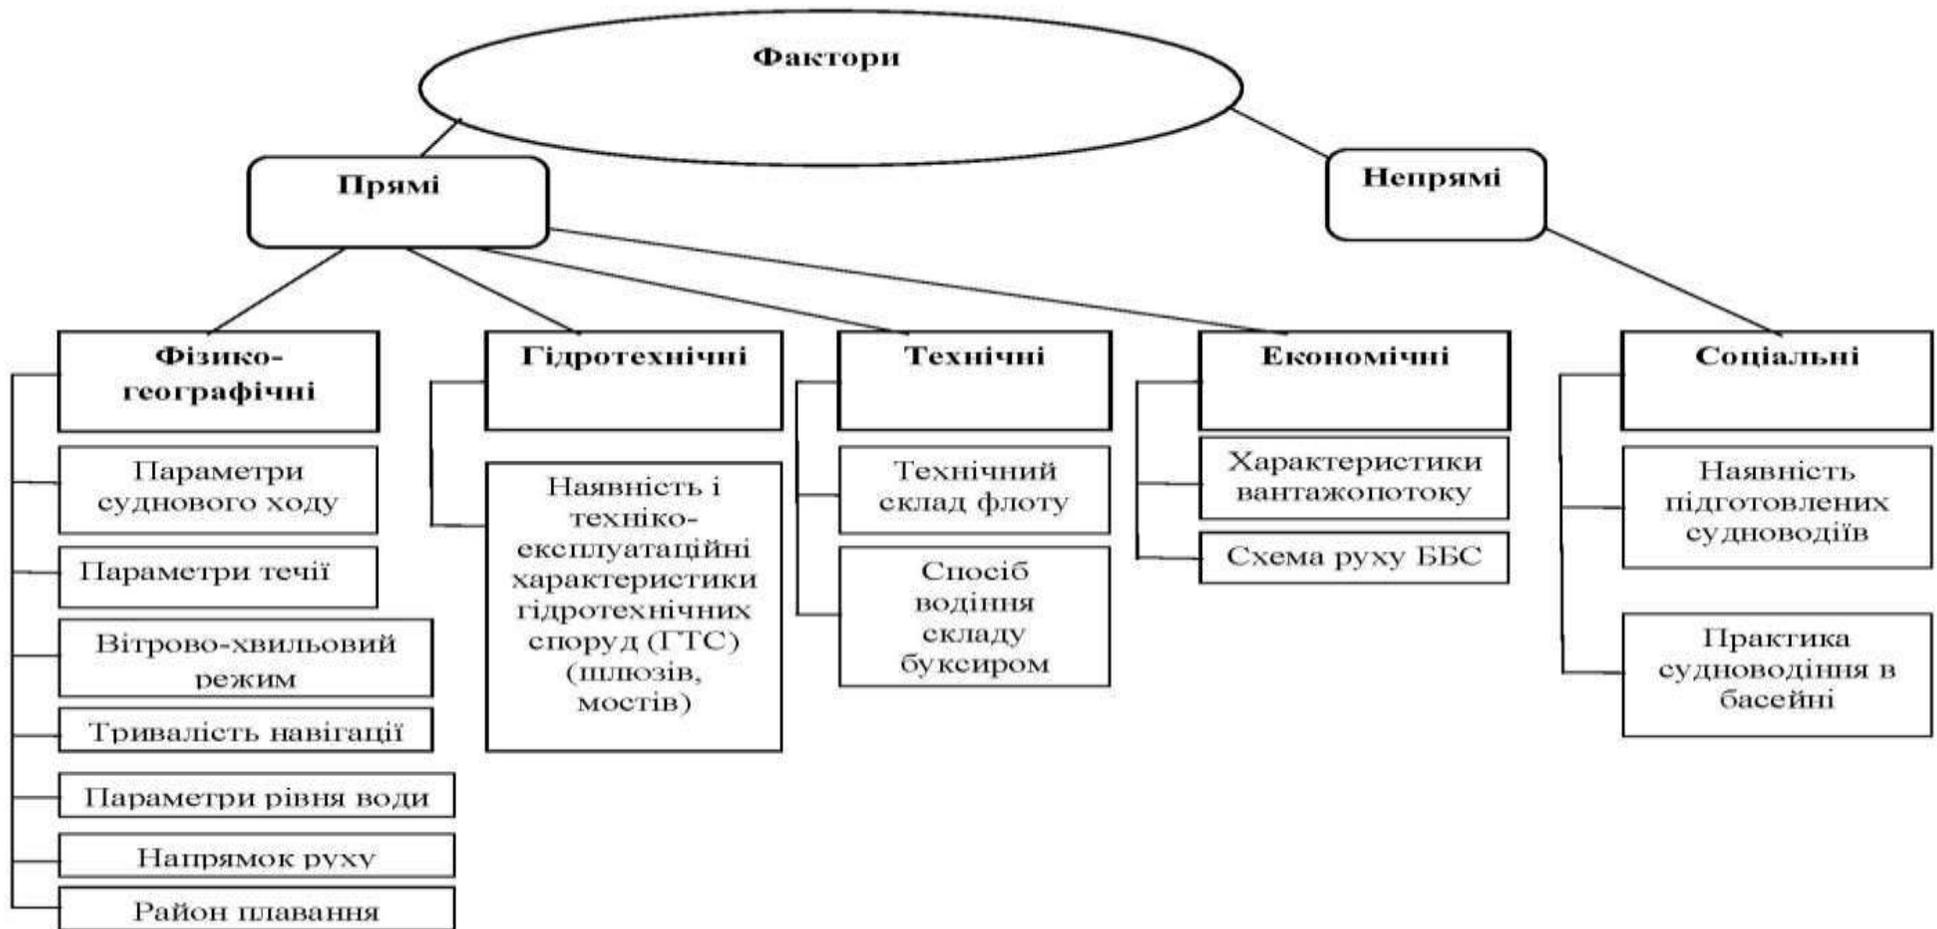 Фактори
Прямі
Непрямі
Фізико-
географічні
Гідротехнічні
Технічні
Економічні
Соціальні
Параметри
суднового ходу
Параметри течії
Вітрово-хвильовий
режим
Тривалість навігації
Параметри рівня води
Напрямок руху
Район плавання
Наявність і
техніко-
експлуатаційні
характеристики
гідротехнічних
споруд (ГТС)
(шлюзів,
мостів)
Технічний
склад флоту
Спосіб
водіння
складу
буксиром
Характеристики
вантажопотоку
Схема руху ББС
Наявність
підготовлених
судноводіїв
Практика
судноводіння в
басейні